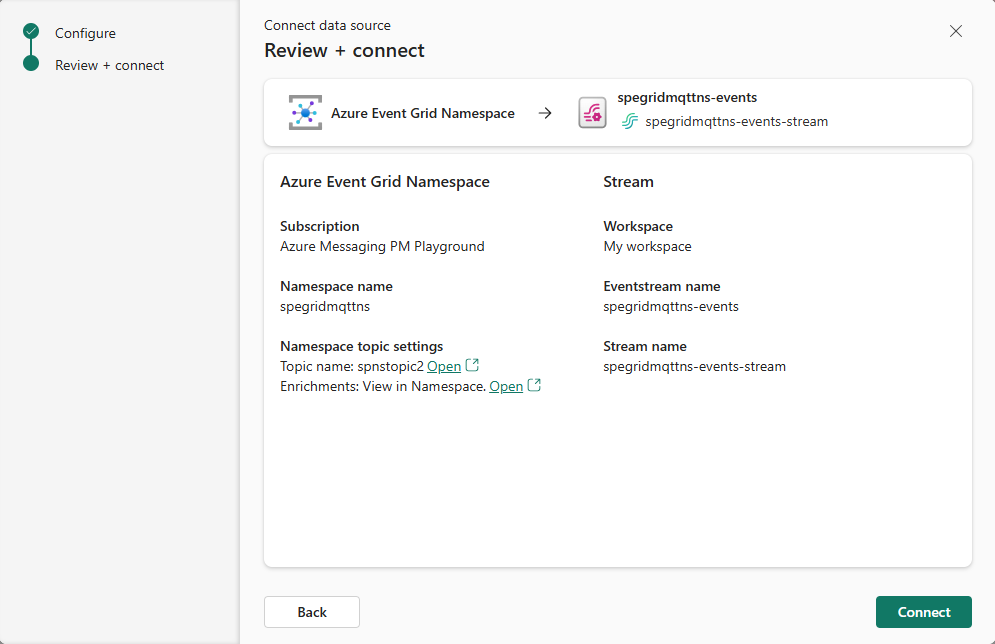 Configure
Review + connect
Connect data source
Review + connect
Azure Event Grid Namespace
spegridmqttns-events
spegridmqttns-events-stream
Azure Event Grid Namespace
Subscription
Azure Messaging PM Playground
Namespace name
spegridmqttns
Namespace topic settings
Topic name: spnstopic2 Open
Enrichments: View in Namespace. Open
Stream
Workspace
My workspace
Eventstream name
spegridmqttns-events
Stream name
spegridmqttns-events-stream
Back
Connect